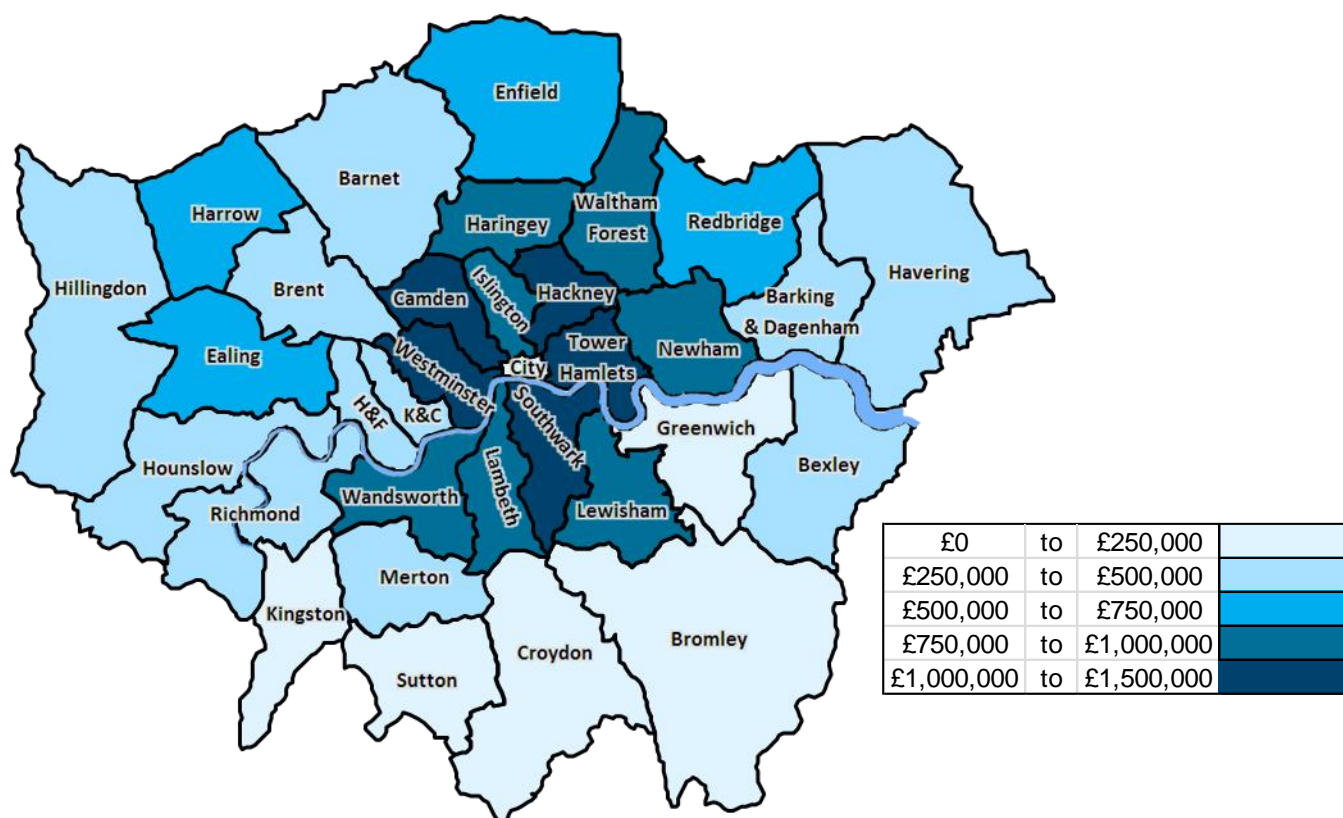 Enfield
Barnet
Harrow
Haringey
Waltham
Forest
Redbridge
Havering
Hillingdon
Brent
Camden
Islington
Hackney
Barking
& Dagenham
Ealing
Westminster
City
Tower
Hamlets
Newham
H&F
K&C
Southwark
Greenwich
Hounslow
Bexley
Richmond
Wandsworth
Lambeth
Lewisham
Merton
Kingston
Sutton
Croydon
Bromley
£0 to £250,000
£250,000 to £500,000
£500,000 to £750,000
£750,000 to £1,000,000
£1,000,000 to £1,500,000